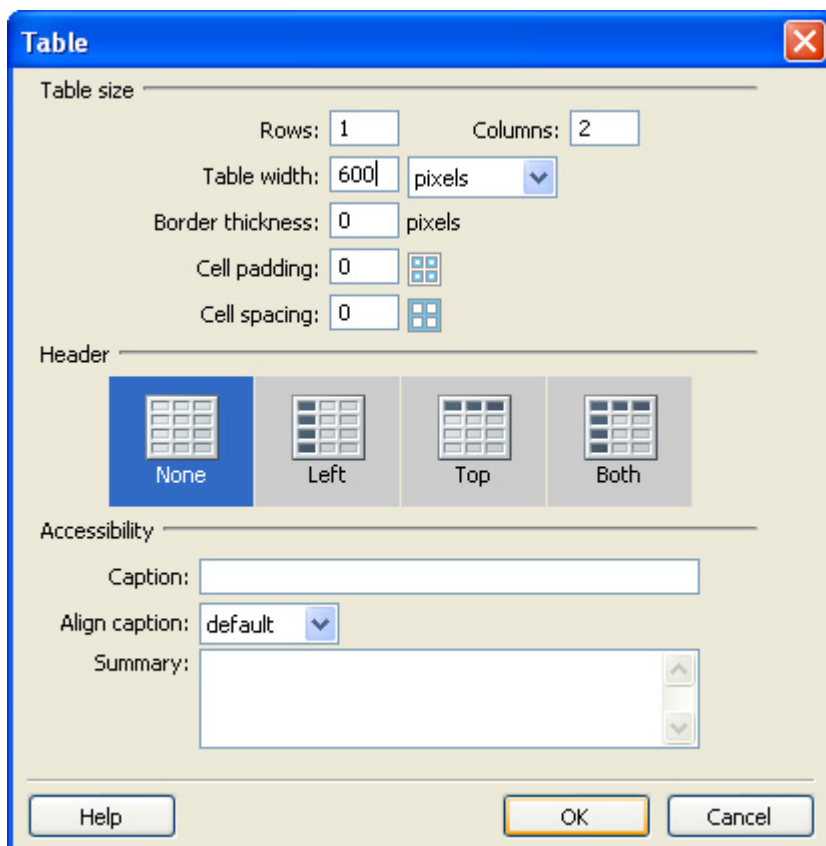 Table
Table size
Rows: 1 Columns: 2
Table width: 600 pixels
Border thickness: 0 pixels
Cell padding: 0
Cell spacing: 0
Header
None Left Top Both
Accessibility
Caption:
Align caption: default
Summary:
Help OK Cancel